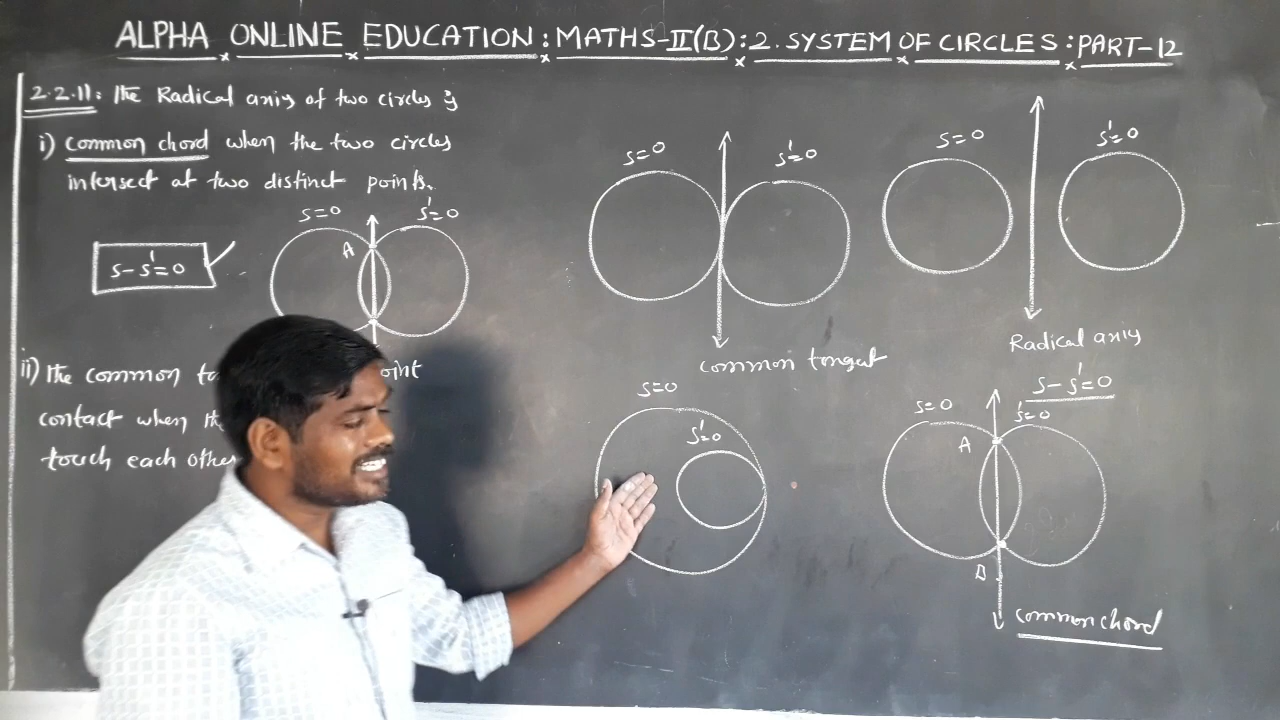 ALPHA ONLINE EDUCATION : MATHS-II(B) : 2. SYSTEM OF CIRCLES : PART-12
2.2.11: The Radical axis of two circles is
i) common chord when the two circles
intersect at two distinct points.
S=0 S'=0
A
S-S'=0
ii) The common
contact when
touch each other
S=0 S'=0
common tangat
S=0 S'=0
Radical axis
S-S'=0
S=0
S'=0
S=0 S'=0
A
B
common chord